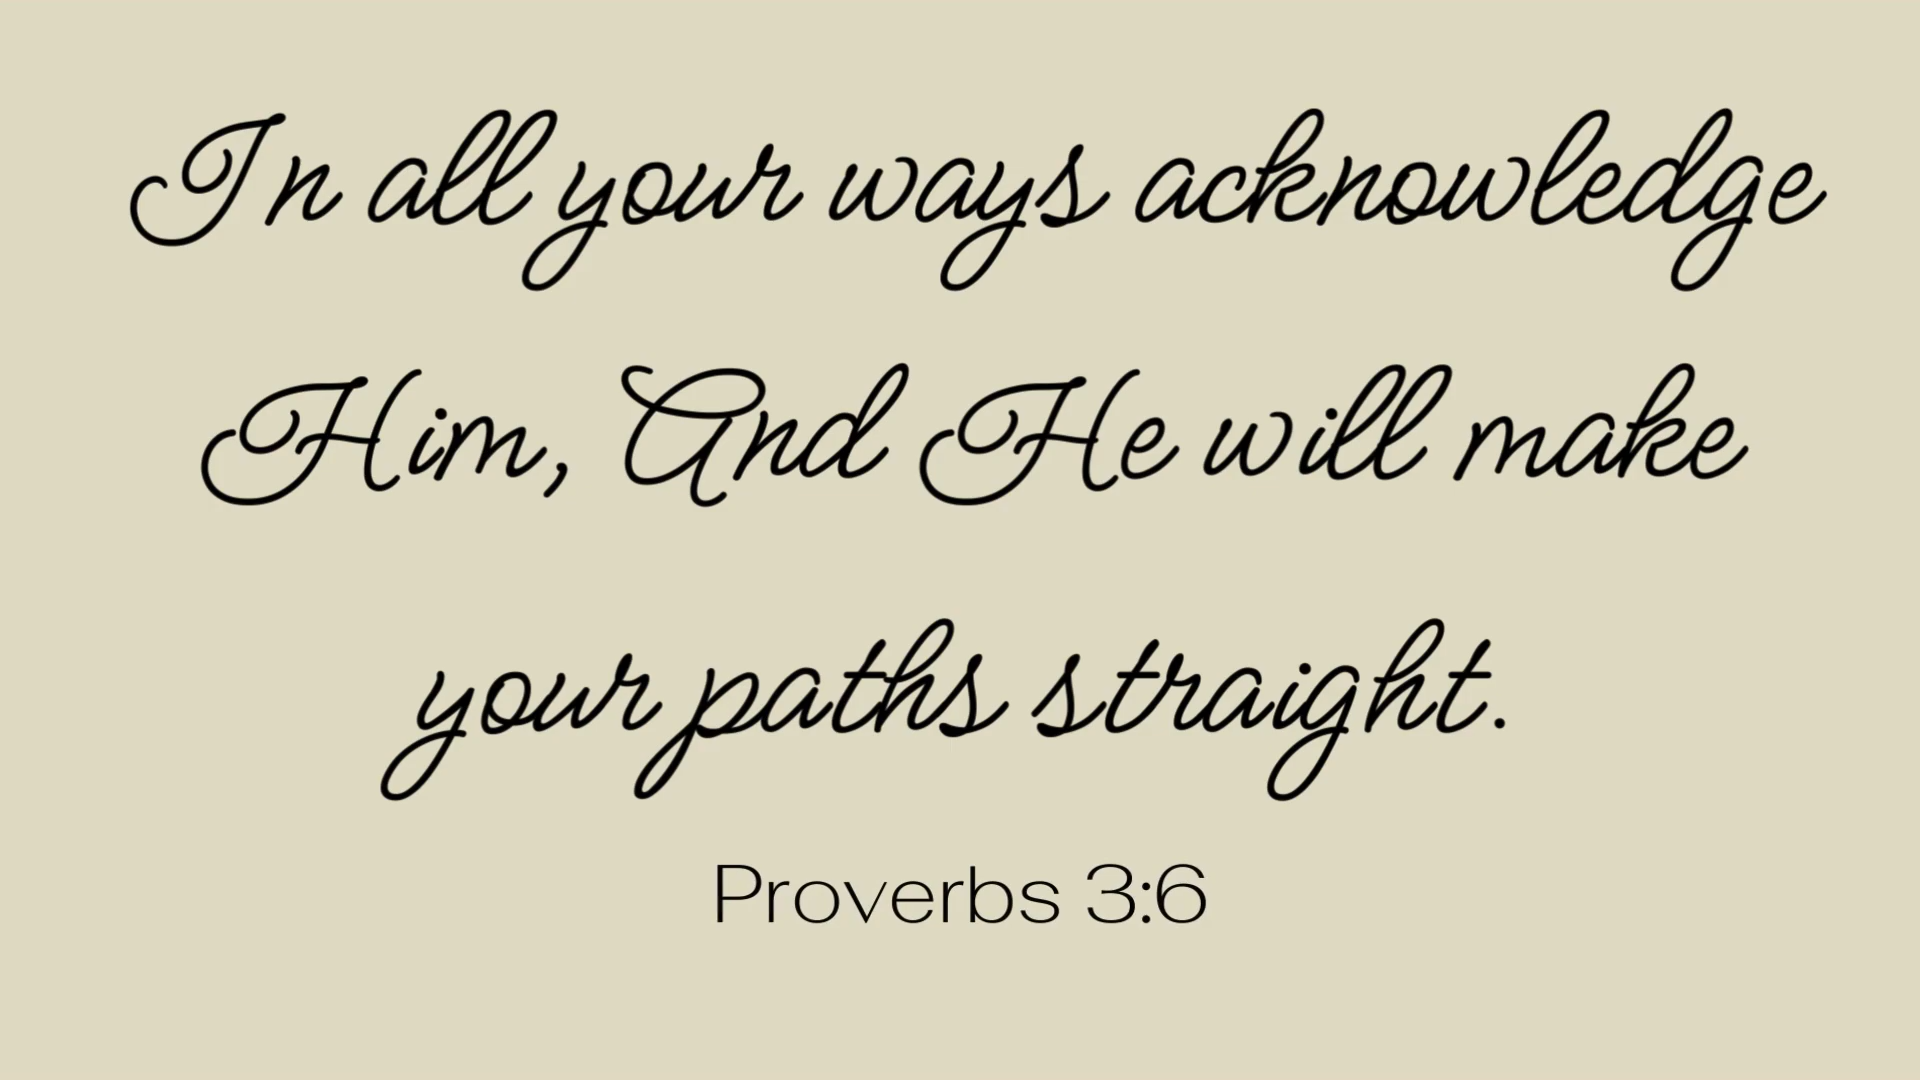 In all your ways acknowledge
Him, And He will make
your paths straight.
Proverbs 3:6